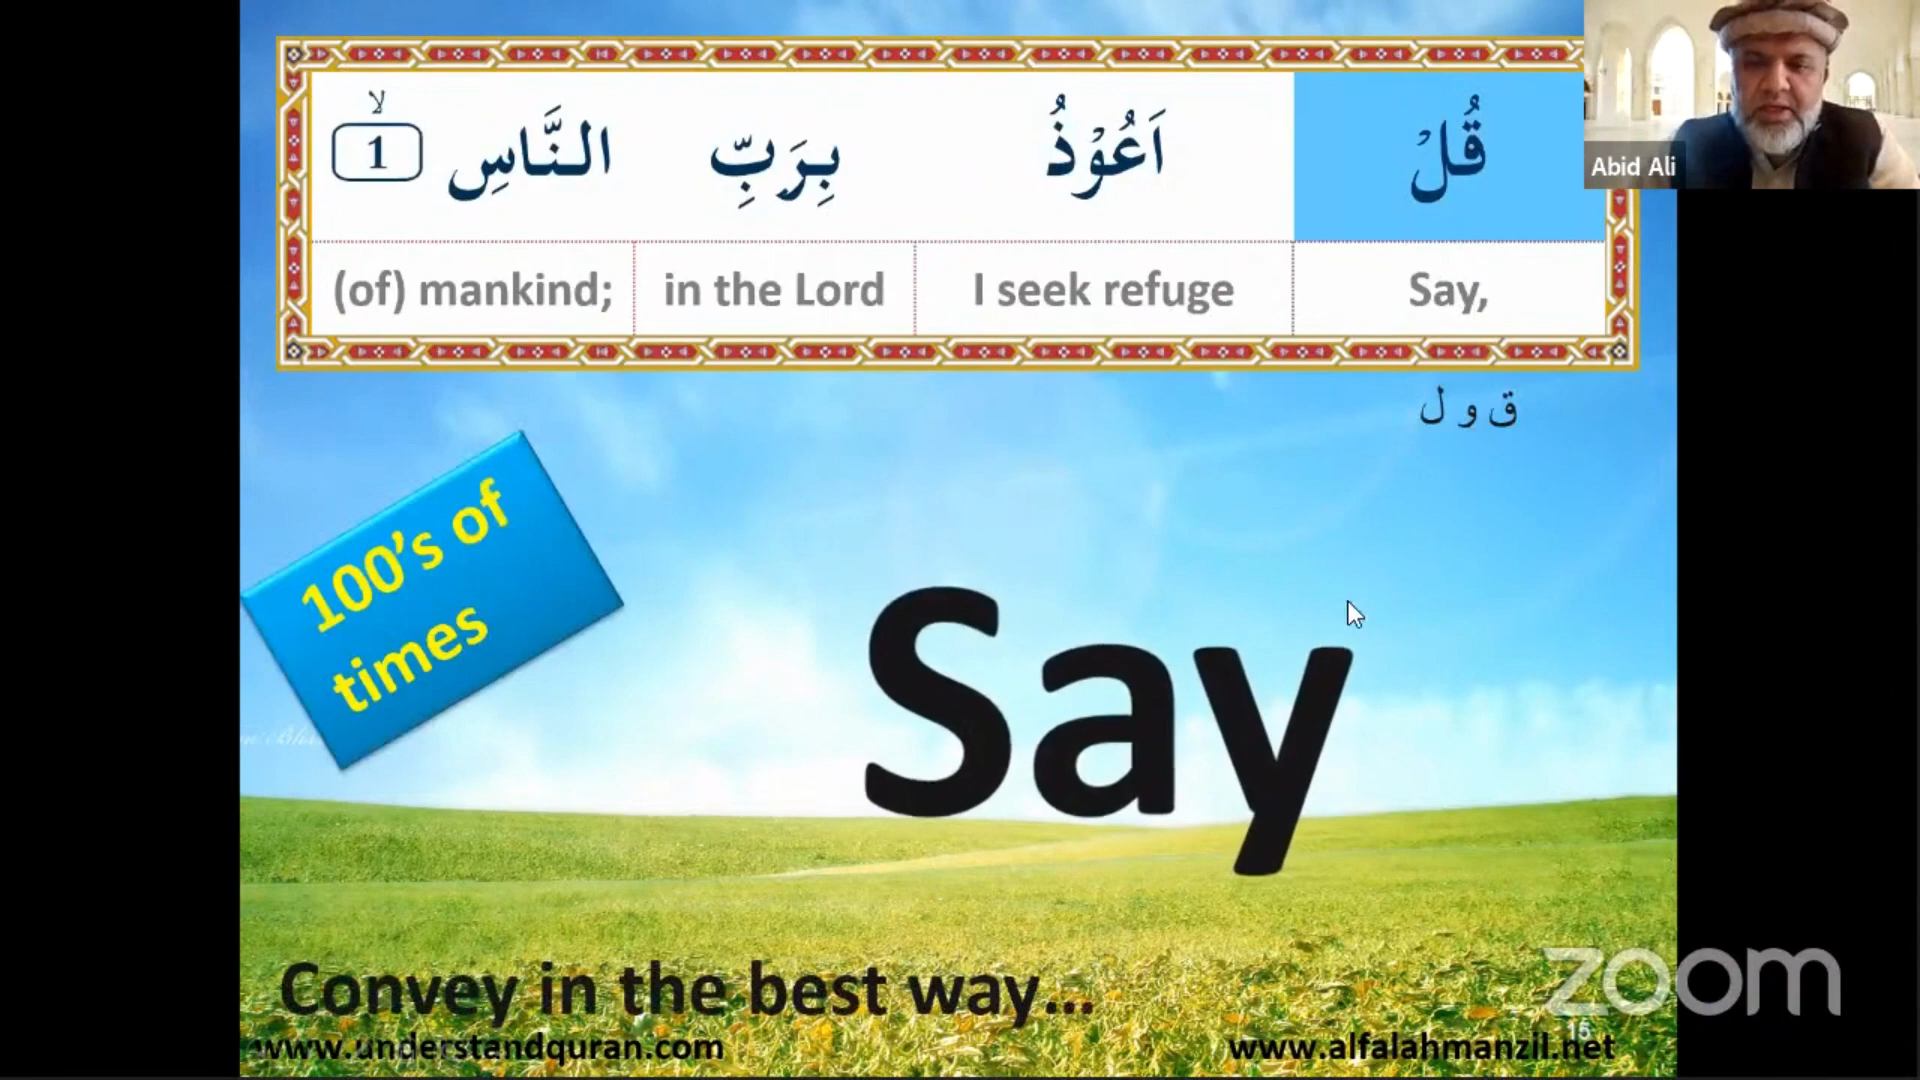 قُلْ اَعُوْذُ بِرَبِّ النَّاسِ ۙ 1
Say, I seek refuge in the Lord (of) mankind;
Abid Ali
ق و ل
100's of
times
Say
Convey in the best way...
www.understandquran.com
www.alfalahmanzil.net
zoom